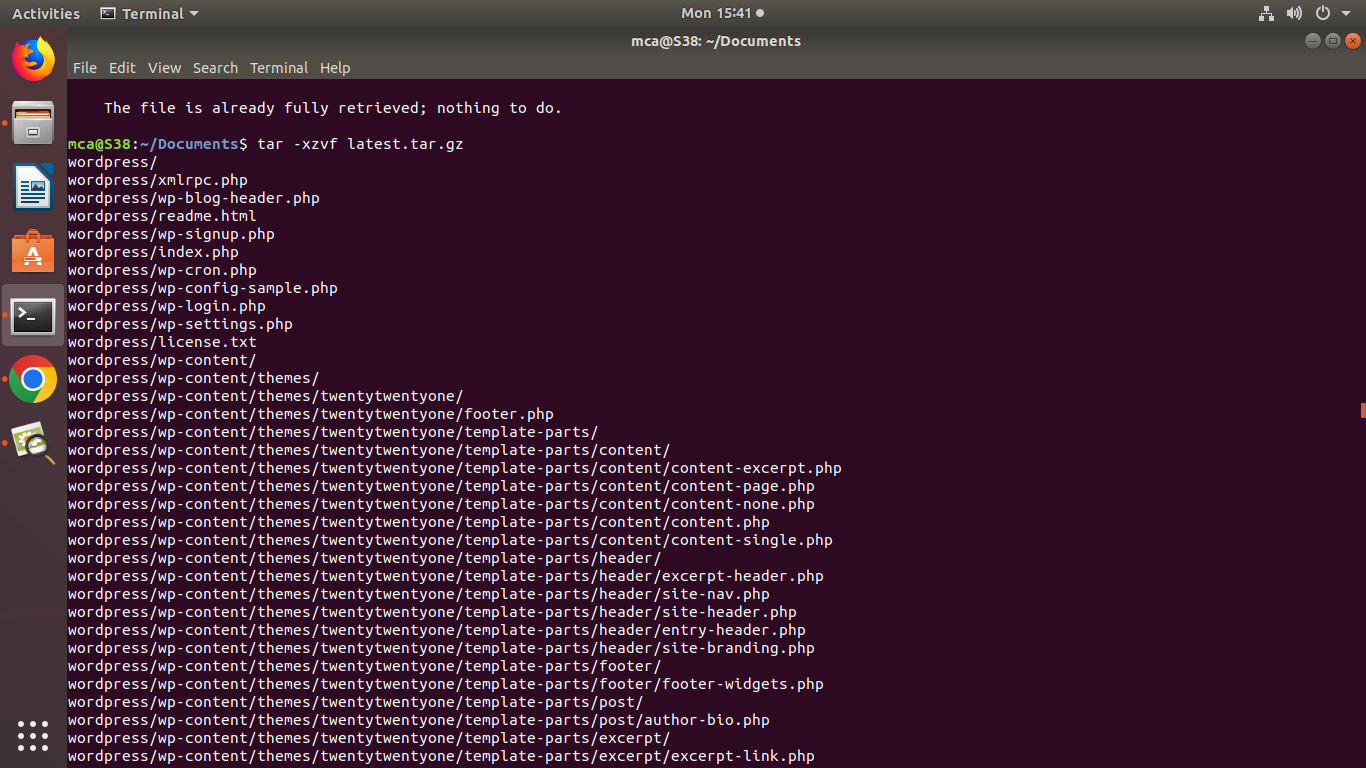 Activities Terminal Mon 15:41
mca@S38: ~/Documents
File Edit View Search Terminal Help
The file is already fully retrieved; nothing to do.
mca@S38:~/Documents$ tar -xzvf latest.tar.gz
wordpress/
wordpress/xmlrpc.php
wordpress/wp-blog-header.php
wordpress/readme.html
wordpress/wp-signup.php
wordpress/index.php
wordpress/wp-cron.php
wordpress/wp-config-sample.php
wordpress/wp-login.php
wordpress/wp-settings.php
wordpress/license.txt
wordpress/wp-content/
wordpress/wp-content/themes/
wordpress/wp-content/themes/twentytwentyone/
wordpress/wp-content/themes/twentytwentyone/footer.php
wordpress/wp-content/themes/twentytwentyone/template-parts/
wordpress/wp-content/themes/twentytwentyone/template-parts/content/
wordpress/wp-content/themes/twentytwentyone/template-parts/content/content-excerpt.php
wordpress/wp-content/themes/twentytwentyone/template-parts/content/content-page.php
wordpress/wp-content/themes/twentytwentyone/template-parts/content/content-none.php
wordpress/wp-content/themes/twentytwentyone/template-parts/content/content.php
wordpress/wp-content/themes/twentytwentyone/template-parts/content/content-single.php
wordpress/wp-content/themes/twentytwentyone/template-parts/header/
wordpress/wp-content/themes/twentytwentyone/template-parts/header/excerpt-header.php
wordpress/wp-content/themes/twentytwentyone/template-parts/header/site-nav.php
wordpress/wp-content/themes/twentytwentyone/template-parts/header/site-header.php
wordpress/wp-content/themes/twentytwentyone/template-parts/header/entry-header.php
wordpress/wp-content/themes/twentytwentyone/template-parts/header/site-branding.php
wordpress/wp-content/themes/twentytwentyone/template-parts/footer/
wordpress/wp-content/themes/twentytwentyone/template-parts/footer/footer-widgets.php
wordpress/wp-content/themes/twentytwentyone/template-parts/post/
wordpress/wp-content/themes/twentytwentyone/template-parts/post/author-bio.php
wordpress/wp-content/themes/twentytwentyone/template-parts/excerpt/
wordpress/wp-content/themes/twentytwentyone/template-parts/excerpt/excerpt-link.php